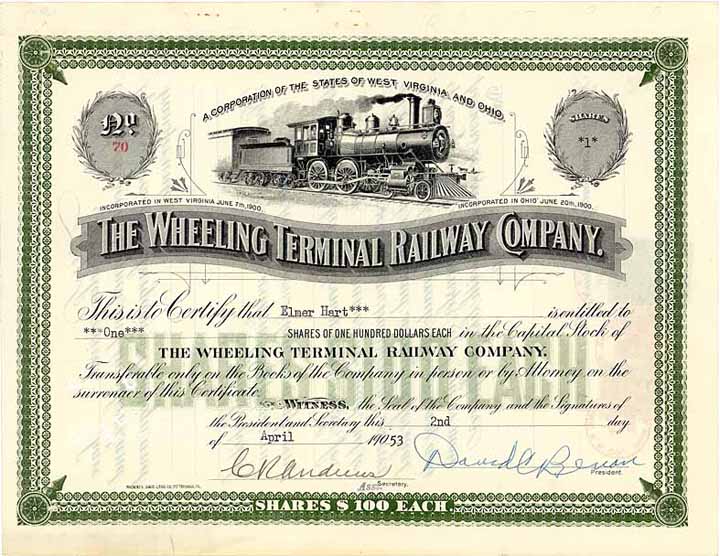 A CORPORATION OF THE STATES OF WEST VIRGINIA AND OHIO.
No
70
SHARES
*1*
INCORPORATED IN WEST VIRGINIA JUNE 7TH, 1900.
INCORPORATED IN OHIO JUNE 20TH, 1900.
THE WHEELING TERMINAL RAILWAY COMPANY.
This is to Certify that Elmer Hart*** is entitled to
***One*** SHARES OF ONE HUNDRED DOLLARS EACH in the Capital Stock of
THE WHEELING TERMINAL RAILWAY COMPANY.
Transferable only on the Books of the Company in person or by Attorney on the
surrender of this Certificate.
WITNESS, the Seal of the Company and the Signatures of
the President and Secretary this 2nd day
of April 19053
C R Andrews
Asst Secretary.
President.
SHARES $100 EACH.